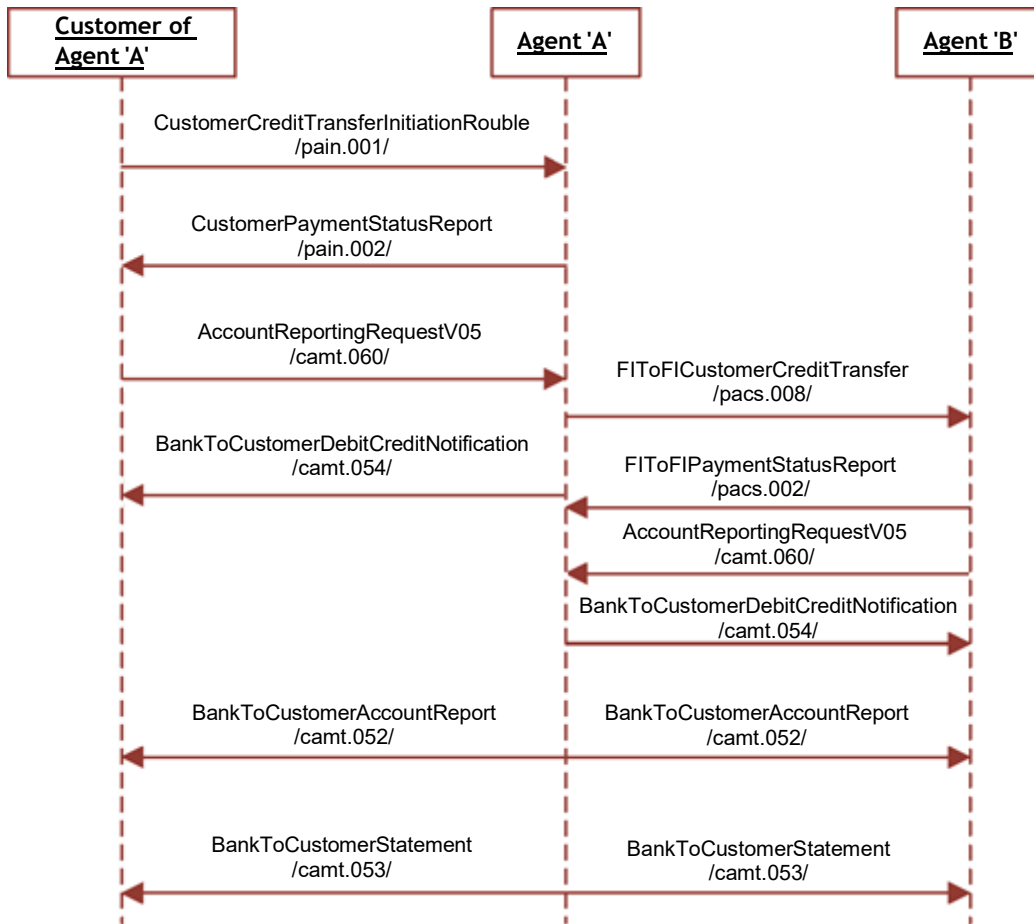 Customer of
Agent 'A'
Agent 'A'
Agent 'B'
CustomerCreditTransferInitiationRouble
/pain.001/
CustomerPaymentStatusReport
/pain.002/
AccountReportingRequestV05
/camt.060/
FIToFICustomerCreditTransfer
/pacs.008/
BankToCustomerDebitCreditNotification
/camt.054/
FIToFIPaymentStatusReport
/pacs.002/
AccountReportingRequestV05
/camt.060/
BankToCustomerDebitCreditNotification
/camt.054/
BankToCustomerAccountReport
/camt.052/
BankToCustomerAccountReport
/camt.052/
BankToCustomerStatement
/camt.053/
BankToCustomerStatement
/camt.053/